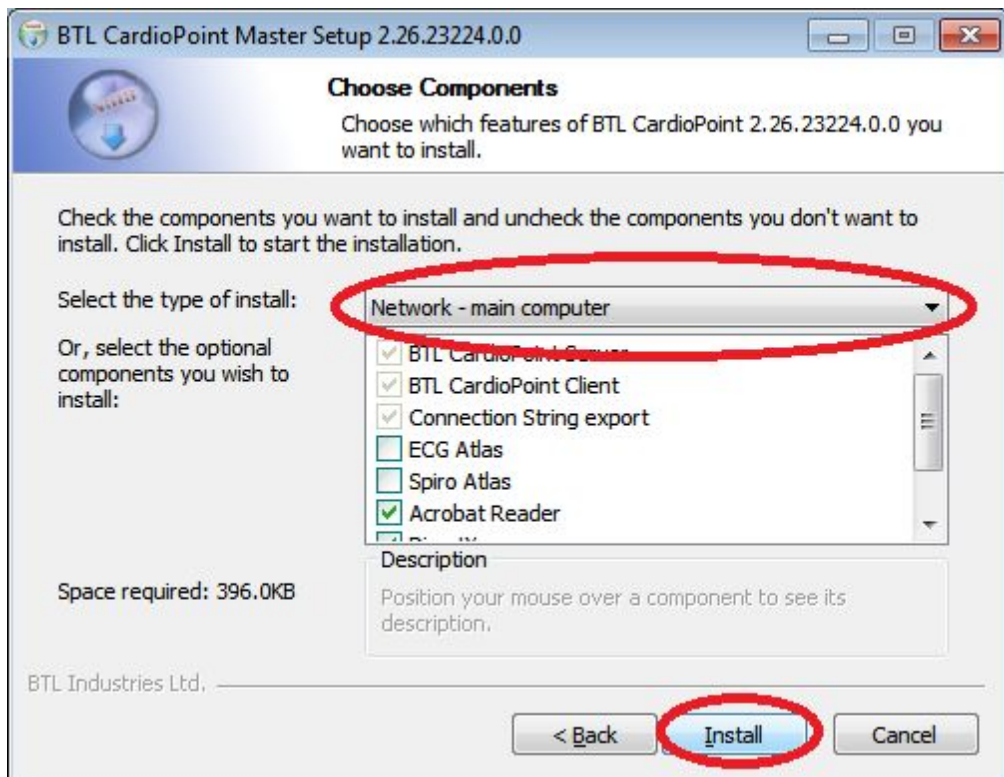 BTL CardioPoint Master Setup 2.26.23224.0.0
Choose Components
Choose which features of BTL CardioPoint 2.26.23224.0.0 you
want to install.
Check the components you want to install and uncheck the components you don't want to
install. Click Install to start the installation.
Select the type of install:
Network - main computer
Or, select the optional
components you wish to
install:
BTL CardioPoint Server
BTL CardioPoint Client
Connection String export
ECG Atlas
Spiro Atlas
Acrobat Reader
Space required: 396.0KB
Description
Position your mouse over a component to see its
description.
BTL Industries Ltd.
< Back
Install
Cancel